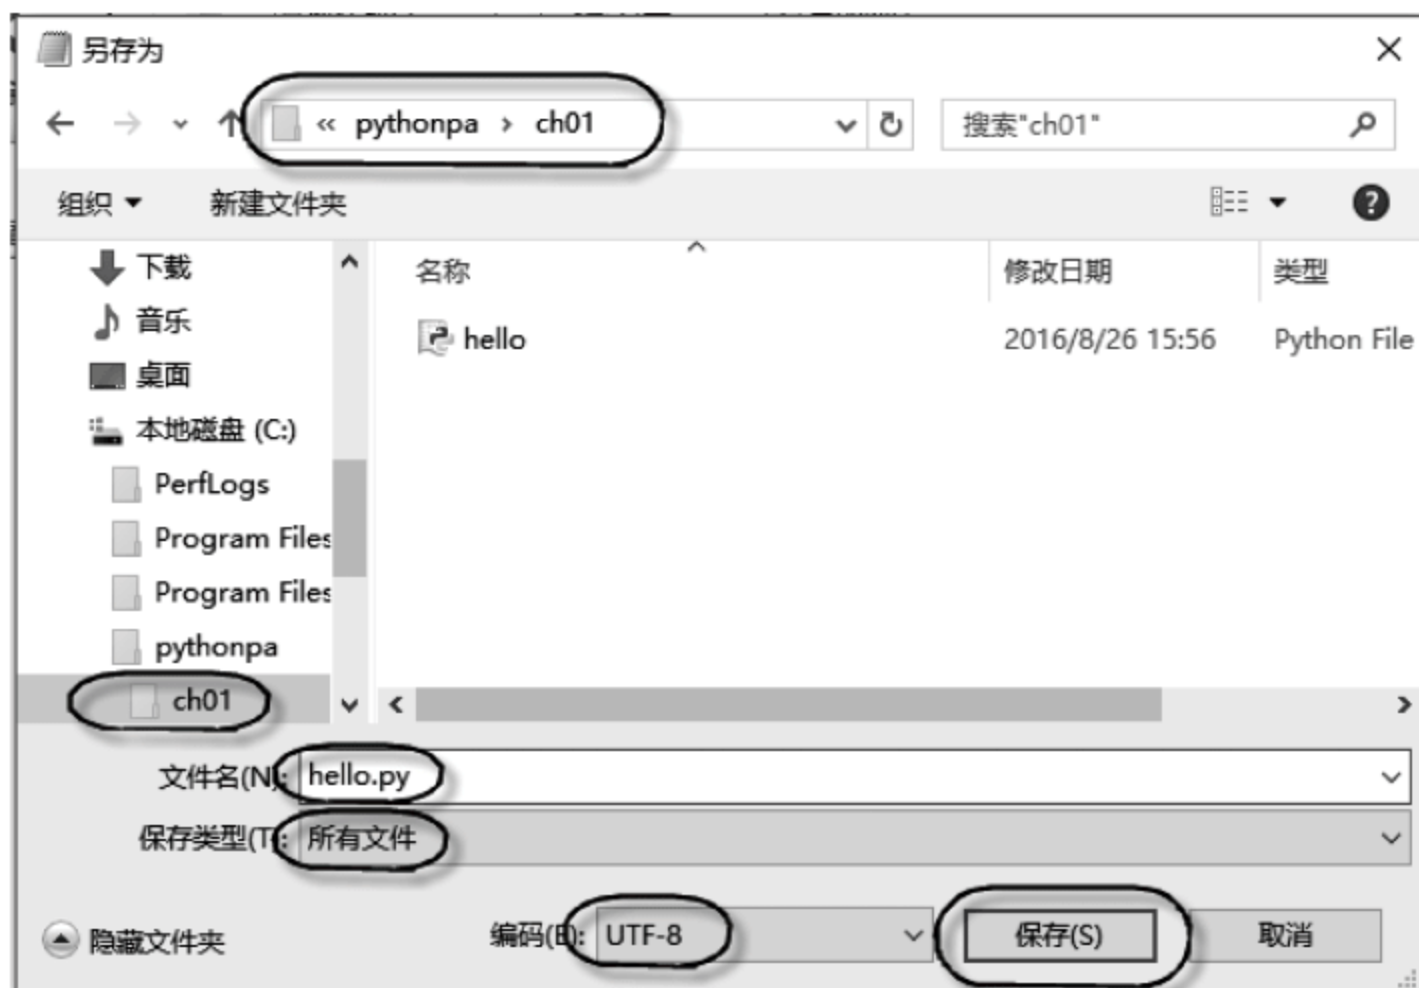 另存为
« pythonpa › ch01
搜索"ch01"
组织
新建文件夹
下载
音乐
桌面
本地磁盘 (C:)
PerfLogs
Program Files
Program Files
pythonpa
ch01
名称 修改日期 类型
hello 2016/8/26 15:56 Python File
文件名(N): hello.py
保存类型(T): 所有文件
隐藏文件夹
编码(E): UTF-8
保存(S)
取消